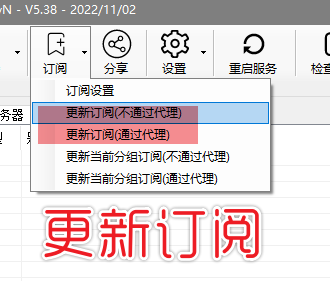 yN - V5.38 - 2022/11/02
订阅 分享 设置 重启服务 检查
订阅设置
更新订阅(不通过代理)
务器
更新订阅(通过代理)
型
更新当前分组订阅(不通过代理)
更新当前分组订阅(通过代理)
更新订阅